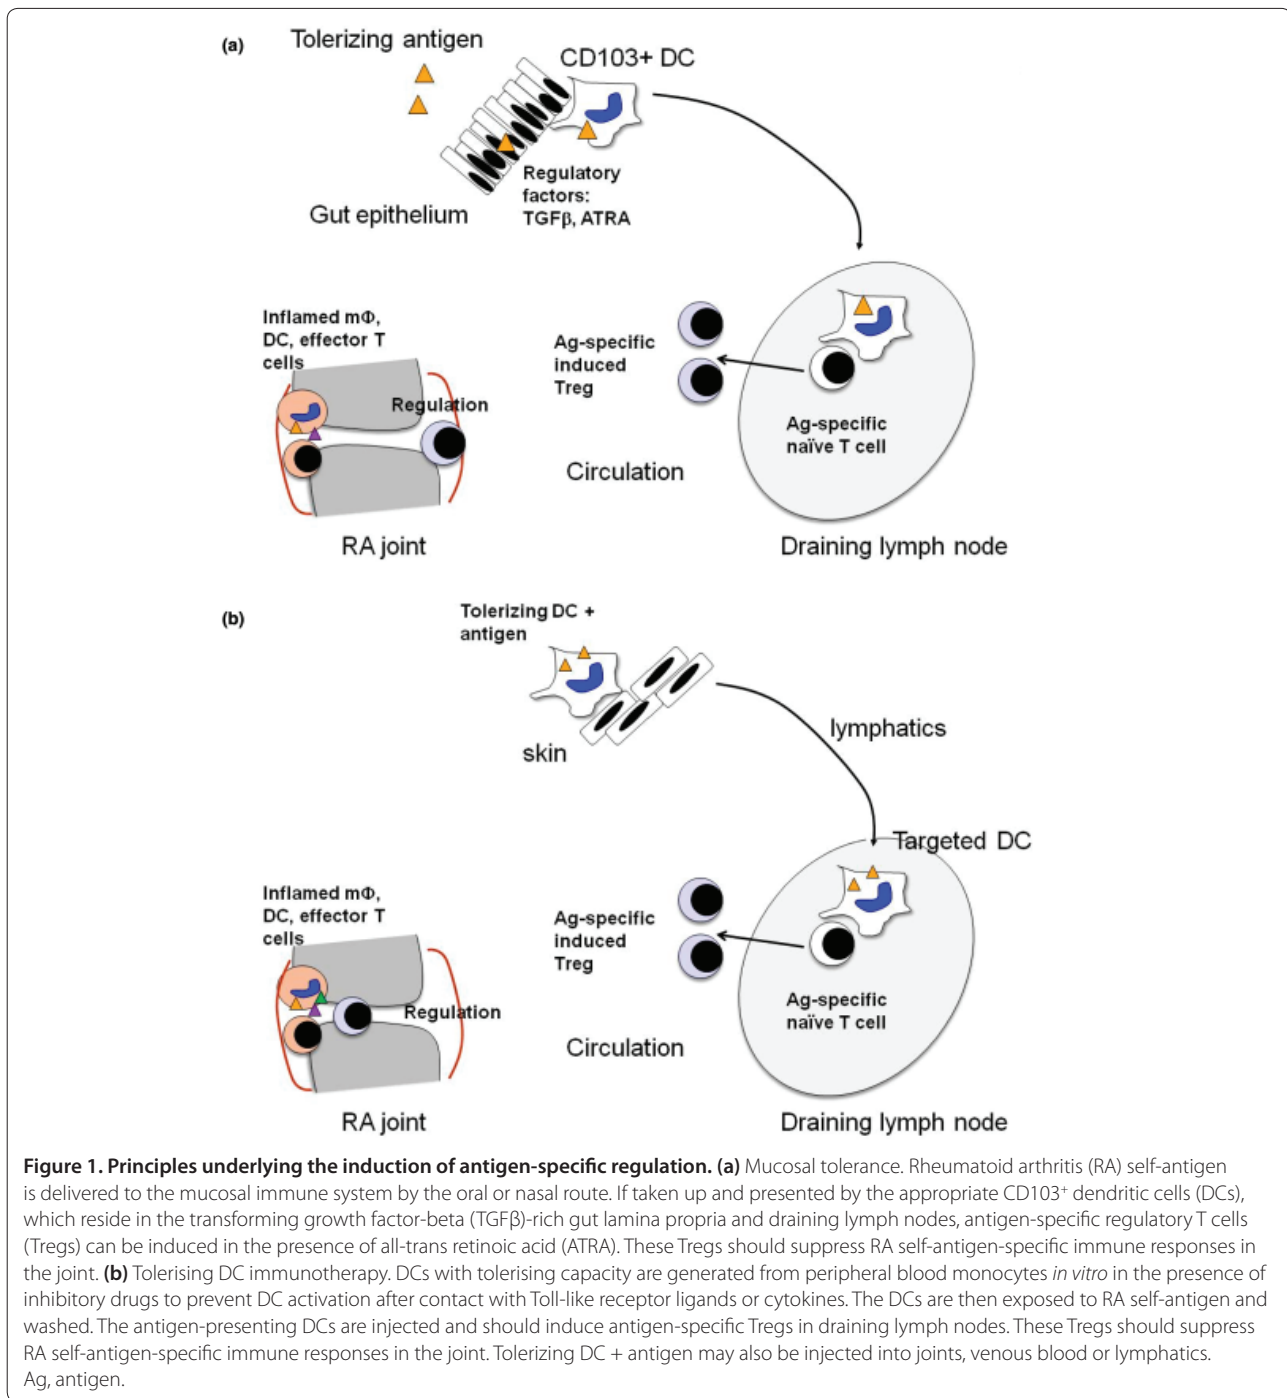 (a)
Tolerizing antigen
CD103+ DC
Regulatory
factors:
TGFβ, ATRA
Gut epithelium
Inflamed mΦ,
DC, effector T
cells
Regulation
RA joint
Ag-specific
induced
Treg
Circulation
Ag-specific
naïve T cell
Draining lymph node
(b)
Tolerizing DC +
antigen
skin
lymphatics
Targeted DC
Inflamed mΦ,
DC, effector T
cells
Regulation
RA joint
Ag-specific
induced
Treg
Circulation
Ag-specific
naïve T cell
Draining lymph node
Figure 1. Principles underlying the induction of antigen-specific regulation. (a) Mucosal tolerance. Rheumatoid arthritis (RA) self-antigen
is delivered to the mucosal immune system by the oral or nasal route. If taken up and presented by the appropriate CD103⁺ dendritic cells (DCs),
which reside in the transforming growth factor-beta (TGFβ)-rich gut lamina propria and draining lymph nodes, antigen-specific regulatory T cells
(Tregs) can be induced in the presence of all-trans retinoic acid (ATRA). These Tregs should suppress RA self-antigen-specific immune responses in
the joint. (b) Tolerising DC immunotherapy. DCs with tolerising capacity are generated from peripheral blood monocytes in vitro in the presence of
inhibitory drugs to prevent DC activation after contact with Toll-like receptor ligands or cytokines. The DCs are then exposed to RA self-antigen and
washed. The antigen-presenting DCs are injected and should induce antigen-specific Tregs in draining lymph nodes. These Tregs should suppress
RA self-antigen-specific immune responses in the joint. Tolerizing DC + antigen may also be injected into joints, venous blood or lymphatics.
Ag, antigen.